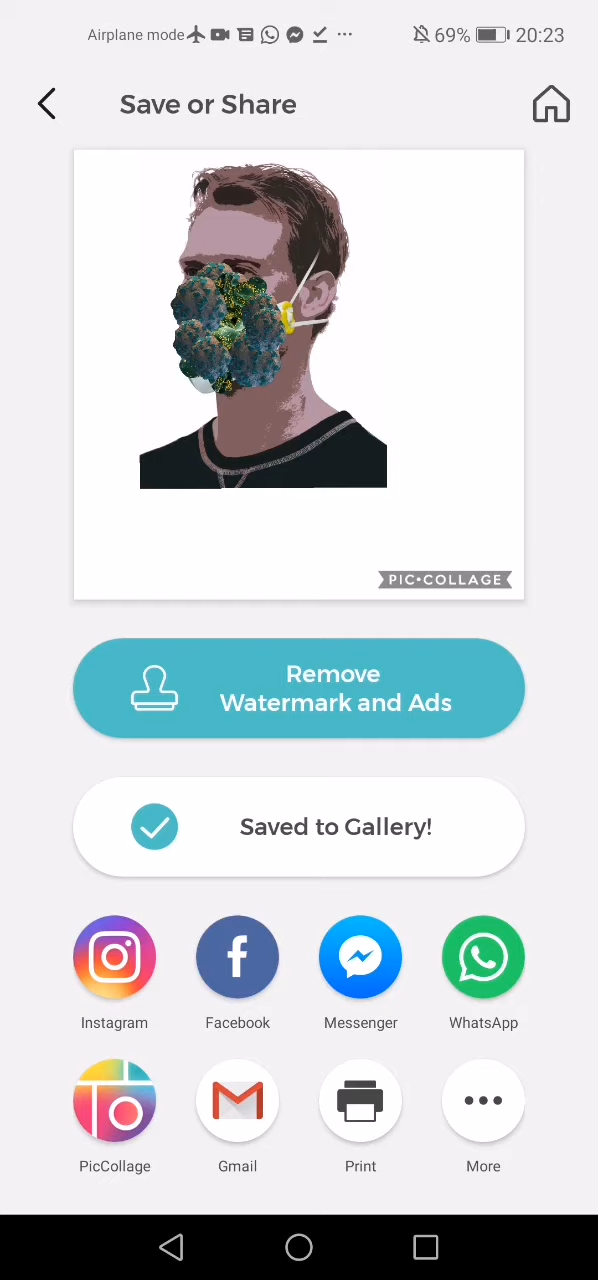 Airplane mode 69% 20:23
Save or Share
PIC•COLLAGE
Remove
Watermark and Ads
Saved to Gallery!
Instagram Facebook Messenger WhatsApp
PicCollage Gmail Print More